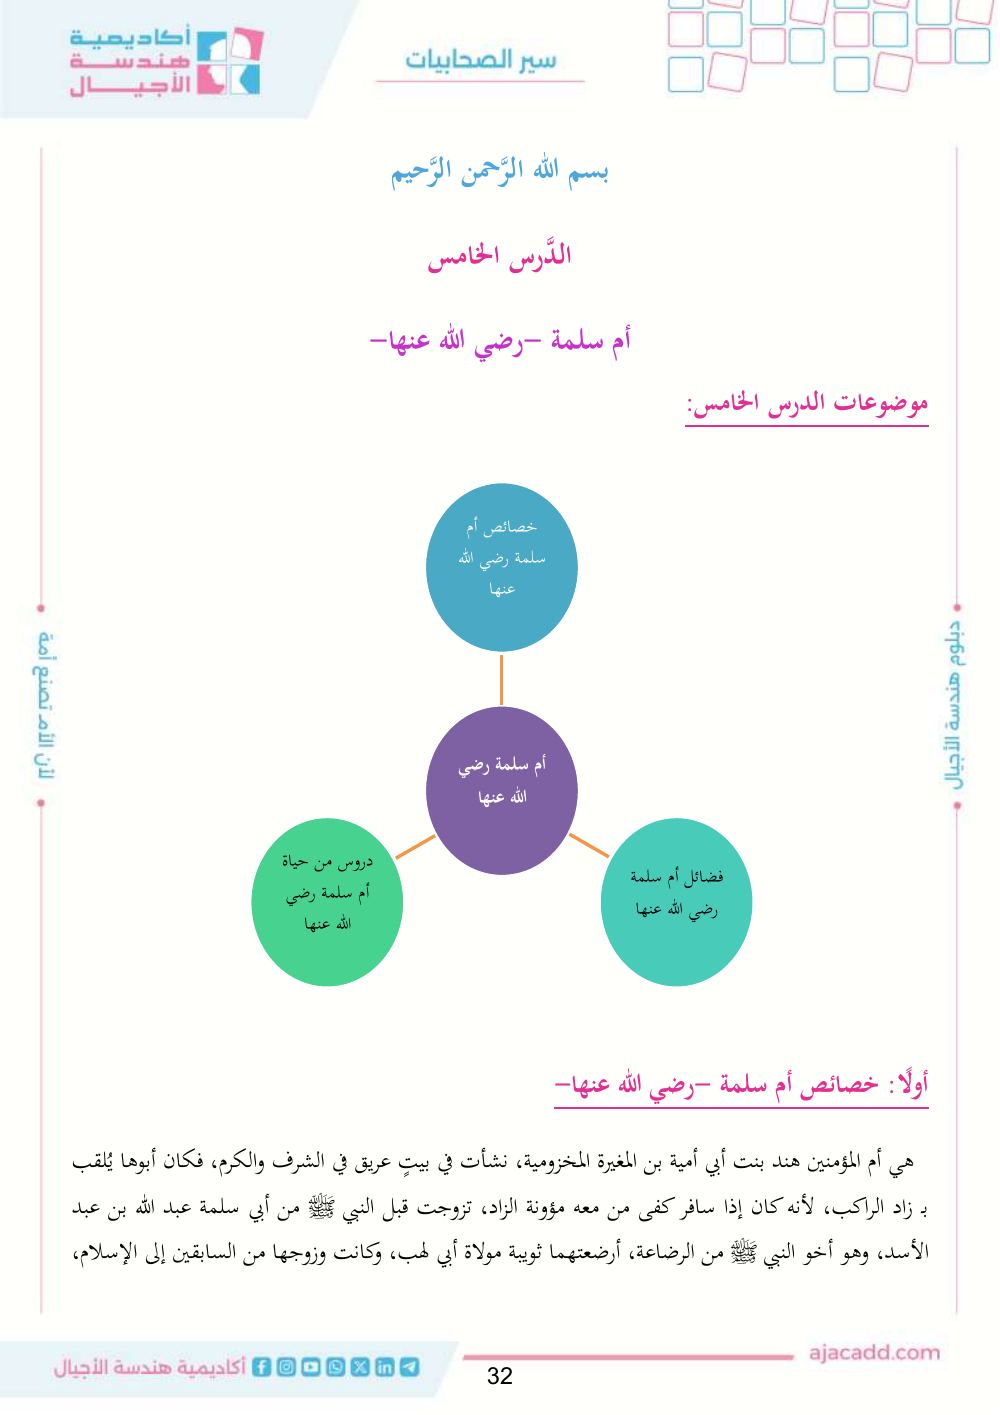 أكاديمية
هندسة
الأجيال
سير الصحابيات
بسم الله الرَّحمن الرَّحيم
الدَّرس الخامس
أم سلمة –رضي الله عنها–
موضوعات الدرس الخامس:
خصائص أم
سلمة رضي الله
عنها
أم سلمة رضي
الله عنها
فضائل أم سلمة
رضي الله عنها
دروس من حياة
أم سلمة رضي
الله عنها
دبلوم هندسة الأجيال
لأن الأم تصنع أمة
أولًا: خصائص أم سلمة –رضي الله عنها–
هي أم المؤمنين هند بنت أبي أمية بن المغيرة المخزومية، نشأت في بيتٍ عريق في الشرف والكرم، فكان أبوها يُلقب
بـ زاد الراكب، لأنه كان إذا سافر كفى من معه مؤونة الزاد، تزوجت قبل النبي ﷺ من أبي سلمة عبد الله بن عبد
الأسد، وهو أخو النبي ﷺ من الرضاعة، أرضعتهما ثويبة مولاة أبي لهب، وكانت وزوجها من السابقين إلى الإسلام،
ajacadd.com
أكاديمية هندسة الأجيال
32